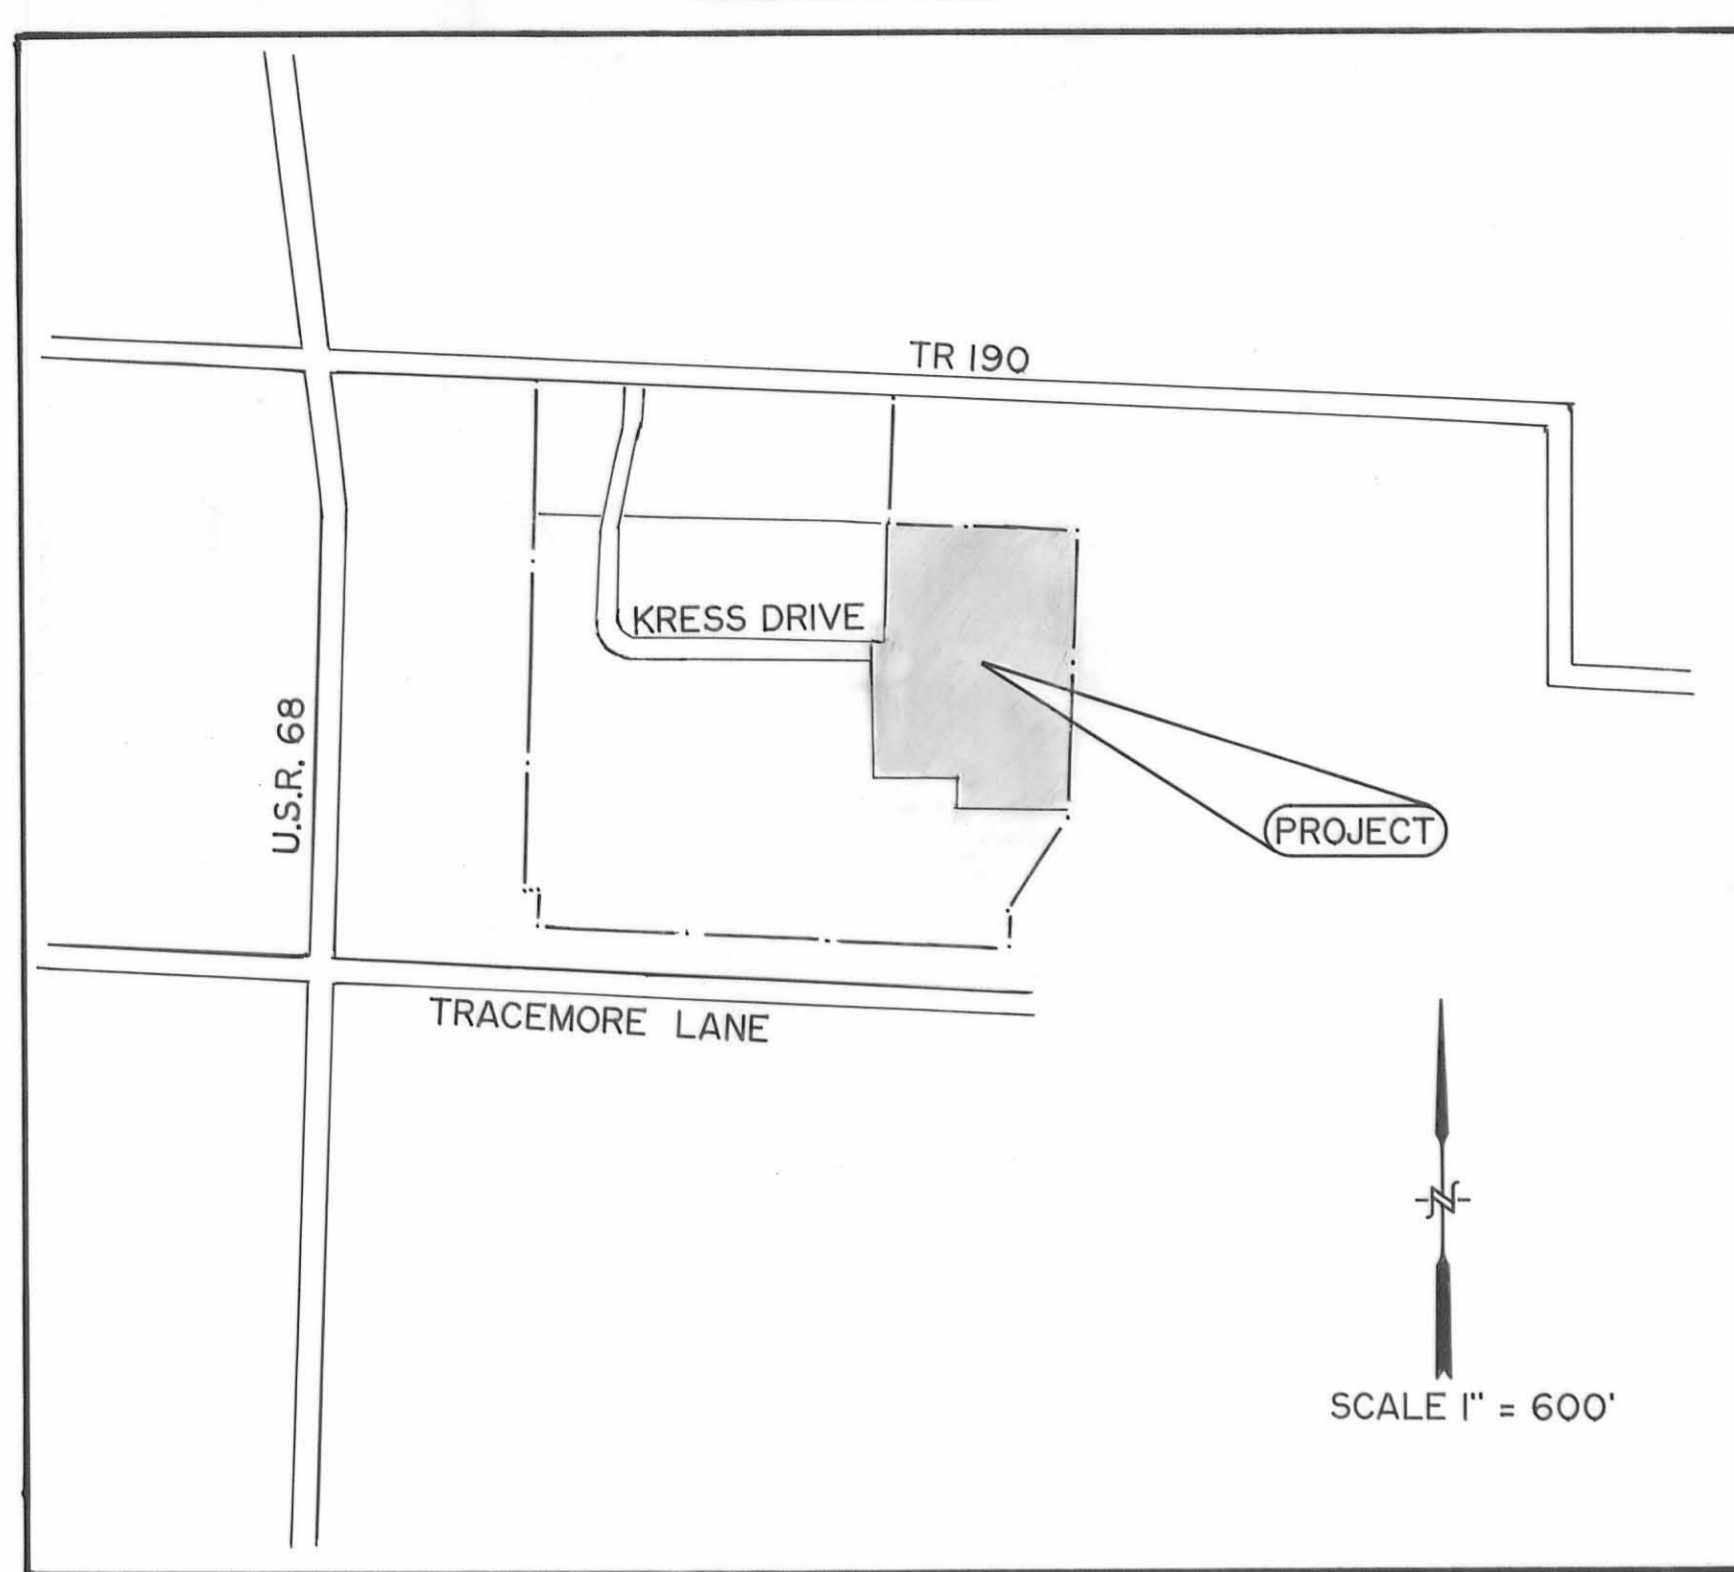 TR 190
KRESS DRIVE
U.S.R. 68
PROJECT
TRACEMORE LANE
N
SCALE 1" = 600'